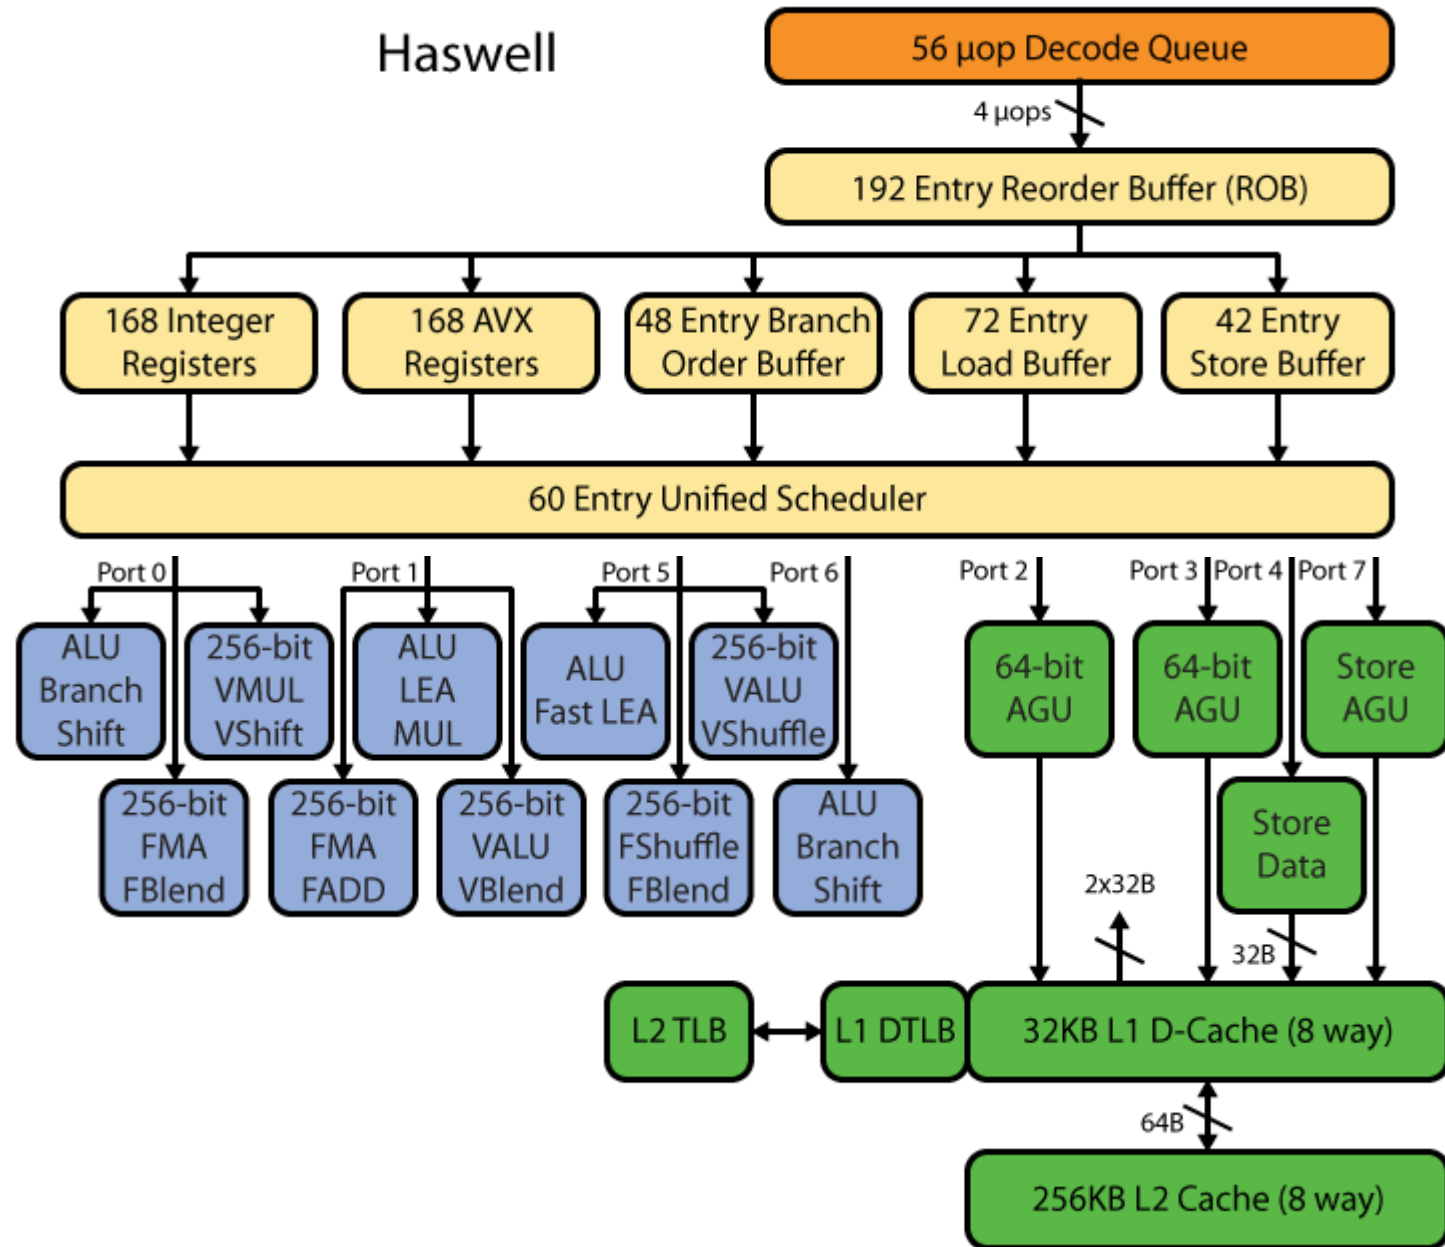 Haswell
56 μop Decode Queue
4 μops
192 Entry Reorder Buffer (ROB)
168 Integer
Registers
168 AVX
Registers
48 Entry Branch
Order Buffer
72 Entry
Load Buffer
42 Entry
Store Buffer
60 Entry Unified Scheduler
Port 0
Port 1
Port 5
Port 6
Port 2
Port 3
Port 4
Port 7
ALU
Branch
Shift
256-bit
VMUL
VShift
ALU
LEA
MUL
ALU
Fast LEA
256-bit
VALU
VShuffle
64-bit
AGU
64-bit
AGU
Store
AGU
256-bit
FMA
FBlend
256-bit
FMA
FADD
256-bit
VALU
VBlend
256-bit
FShuffle
FBlend
ALU
Branch
Shift
Store
Data
2x32B
32B
L2 TLB
L1 DTLB
32KB L1 D-Cache (8 way)
64B
256KB L2 Cache (8 way)